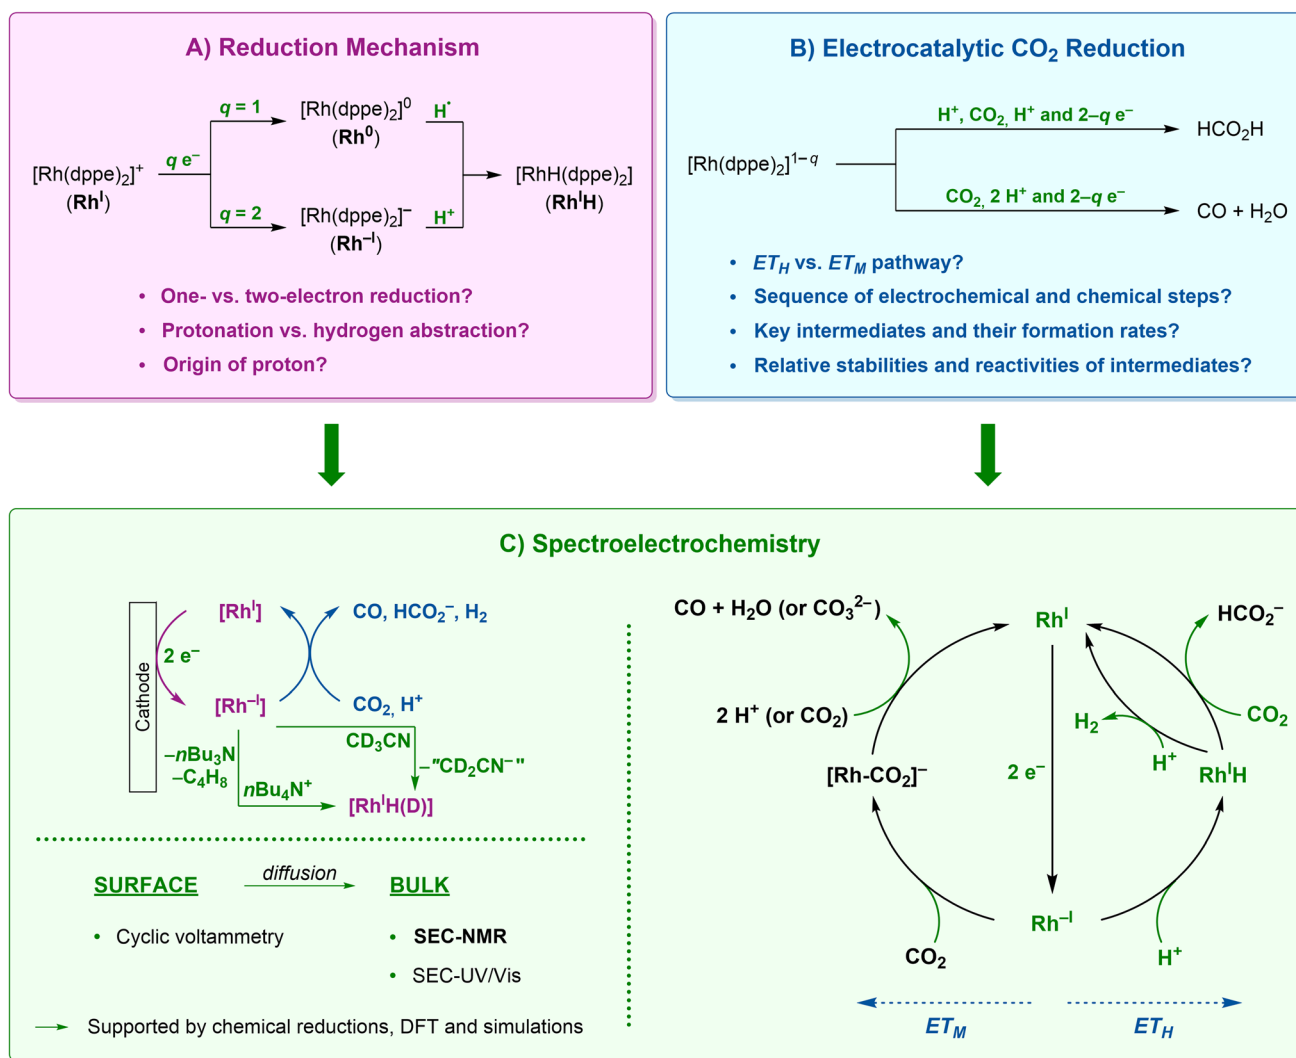 A) Reduction Mechanism
[Rh(dppe)₂]⁺
(Rhᴵ)
q e⁻
q = 1
[Rh(dppe)₂]⁰
(Rh⁰)
H•
q = 2
[Rh(dppe)₂]⁻
(Rh⁻ᴵ)
H⁺
[RhH(dppe)₂]
(RhᴵH)
• One- vs. two-electron reduction?
• Protonation vs. hydrogen abstraction?
• Origin of proton?
B) Electrocatalytic CO₂ Reduction
[Rh(dppe)₂]¹⁻q
H⁺, CO₂, H⁺ and 2–q e⁻
HCO₂H
CO₂, 2 H⁺ and 2–q e⁻
CO + H₂O
• ET_H vs. ET_M pathway?
• Sequence of electrochemical and chemical steps?
• Key intermediates and their formation rates?
• Relative stabilities and reactivities of intermediates?
C) Spectroelectrochemistry
Cathode
[Rhᴵ]
2 e⁻
[Rh⁻ᴵ]
CO, HCO₂⁻, H₂
CO₂, H⁺
–nBu₃N
–C₄H₈
nBu₄N⁺
CD₃CN
–"CD₂CN⁻"
[RhᴵH(D)]
SURFACE
diffusion
BULK
• Cyclic voltammetry
• SEC-NMR
• SEC-UV/Vis
Supported by chemical reductions, DFT and simulations
CO + H₂O (or CO₃²⁻)
2 H⁺ (or CO₂)
[Rh-CO₂]⁻
CO₂
Rhᴵ
2 e⁻
Rh⁻ᴵ
HCO₂⁻
CO₂
H₂
H⁺
RhᴵH
H⁺
ET_M
ET_H